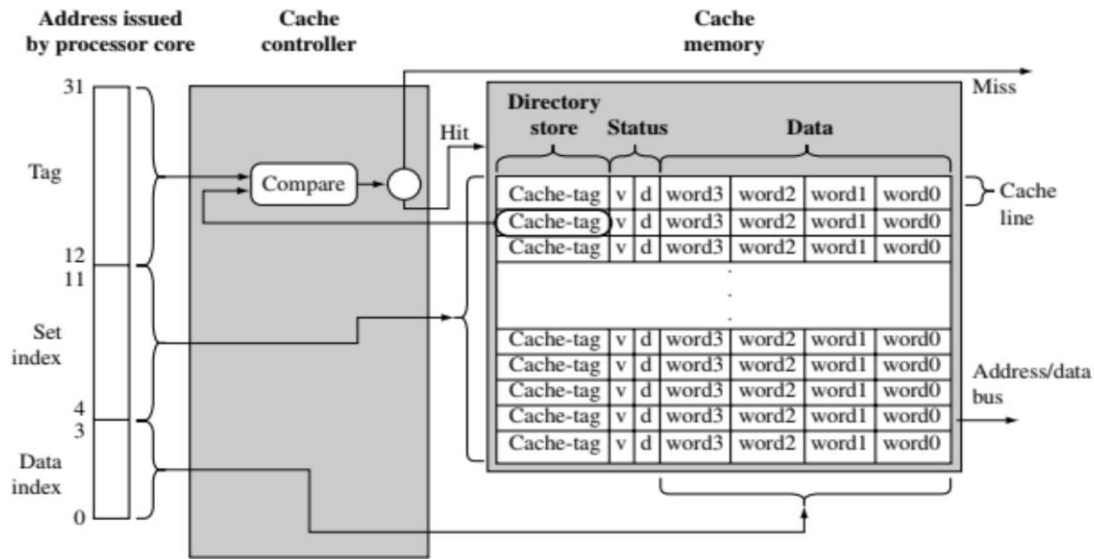 Address issued
by processor core
Cache
controller
Cache
memory
31
Tag
12
11
Set
index
4
3
Data
index
0
Compare
Hit
Miss
Directory
store
Status
Data
Cache-tag v d word3 word2 word1 word0
Cache-tag v d word3 word2 word1 word0
Cache-tag v d word3 word2 word1 word0
.
.
.
Cache-tag v d word3 word2 word1 word0
Cache-tag v d word3 word2 word1 word0
Cache-tag v d word3 word2 word1 word0
Cache-tag v d word3 word2 word1 word0
Cache-tag v d word3 word2 word1 word0
Cache
line
Address/data
bus